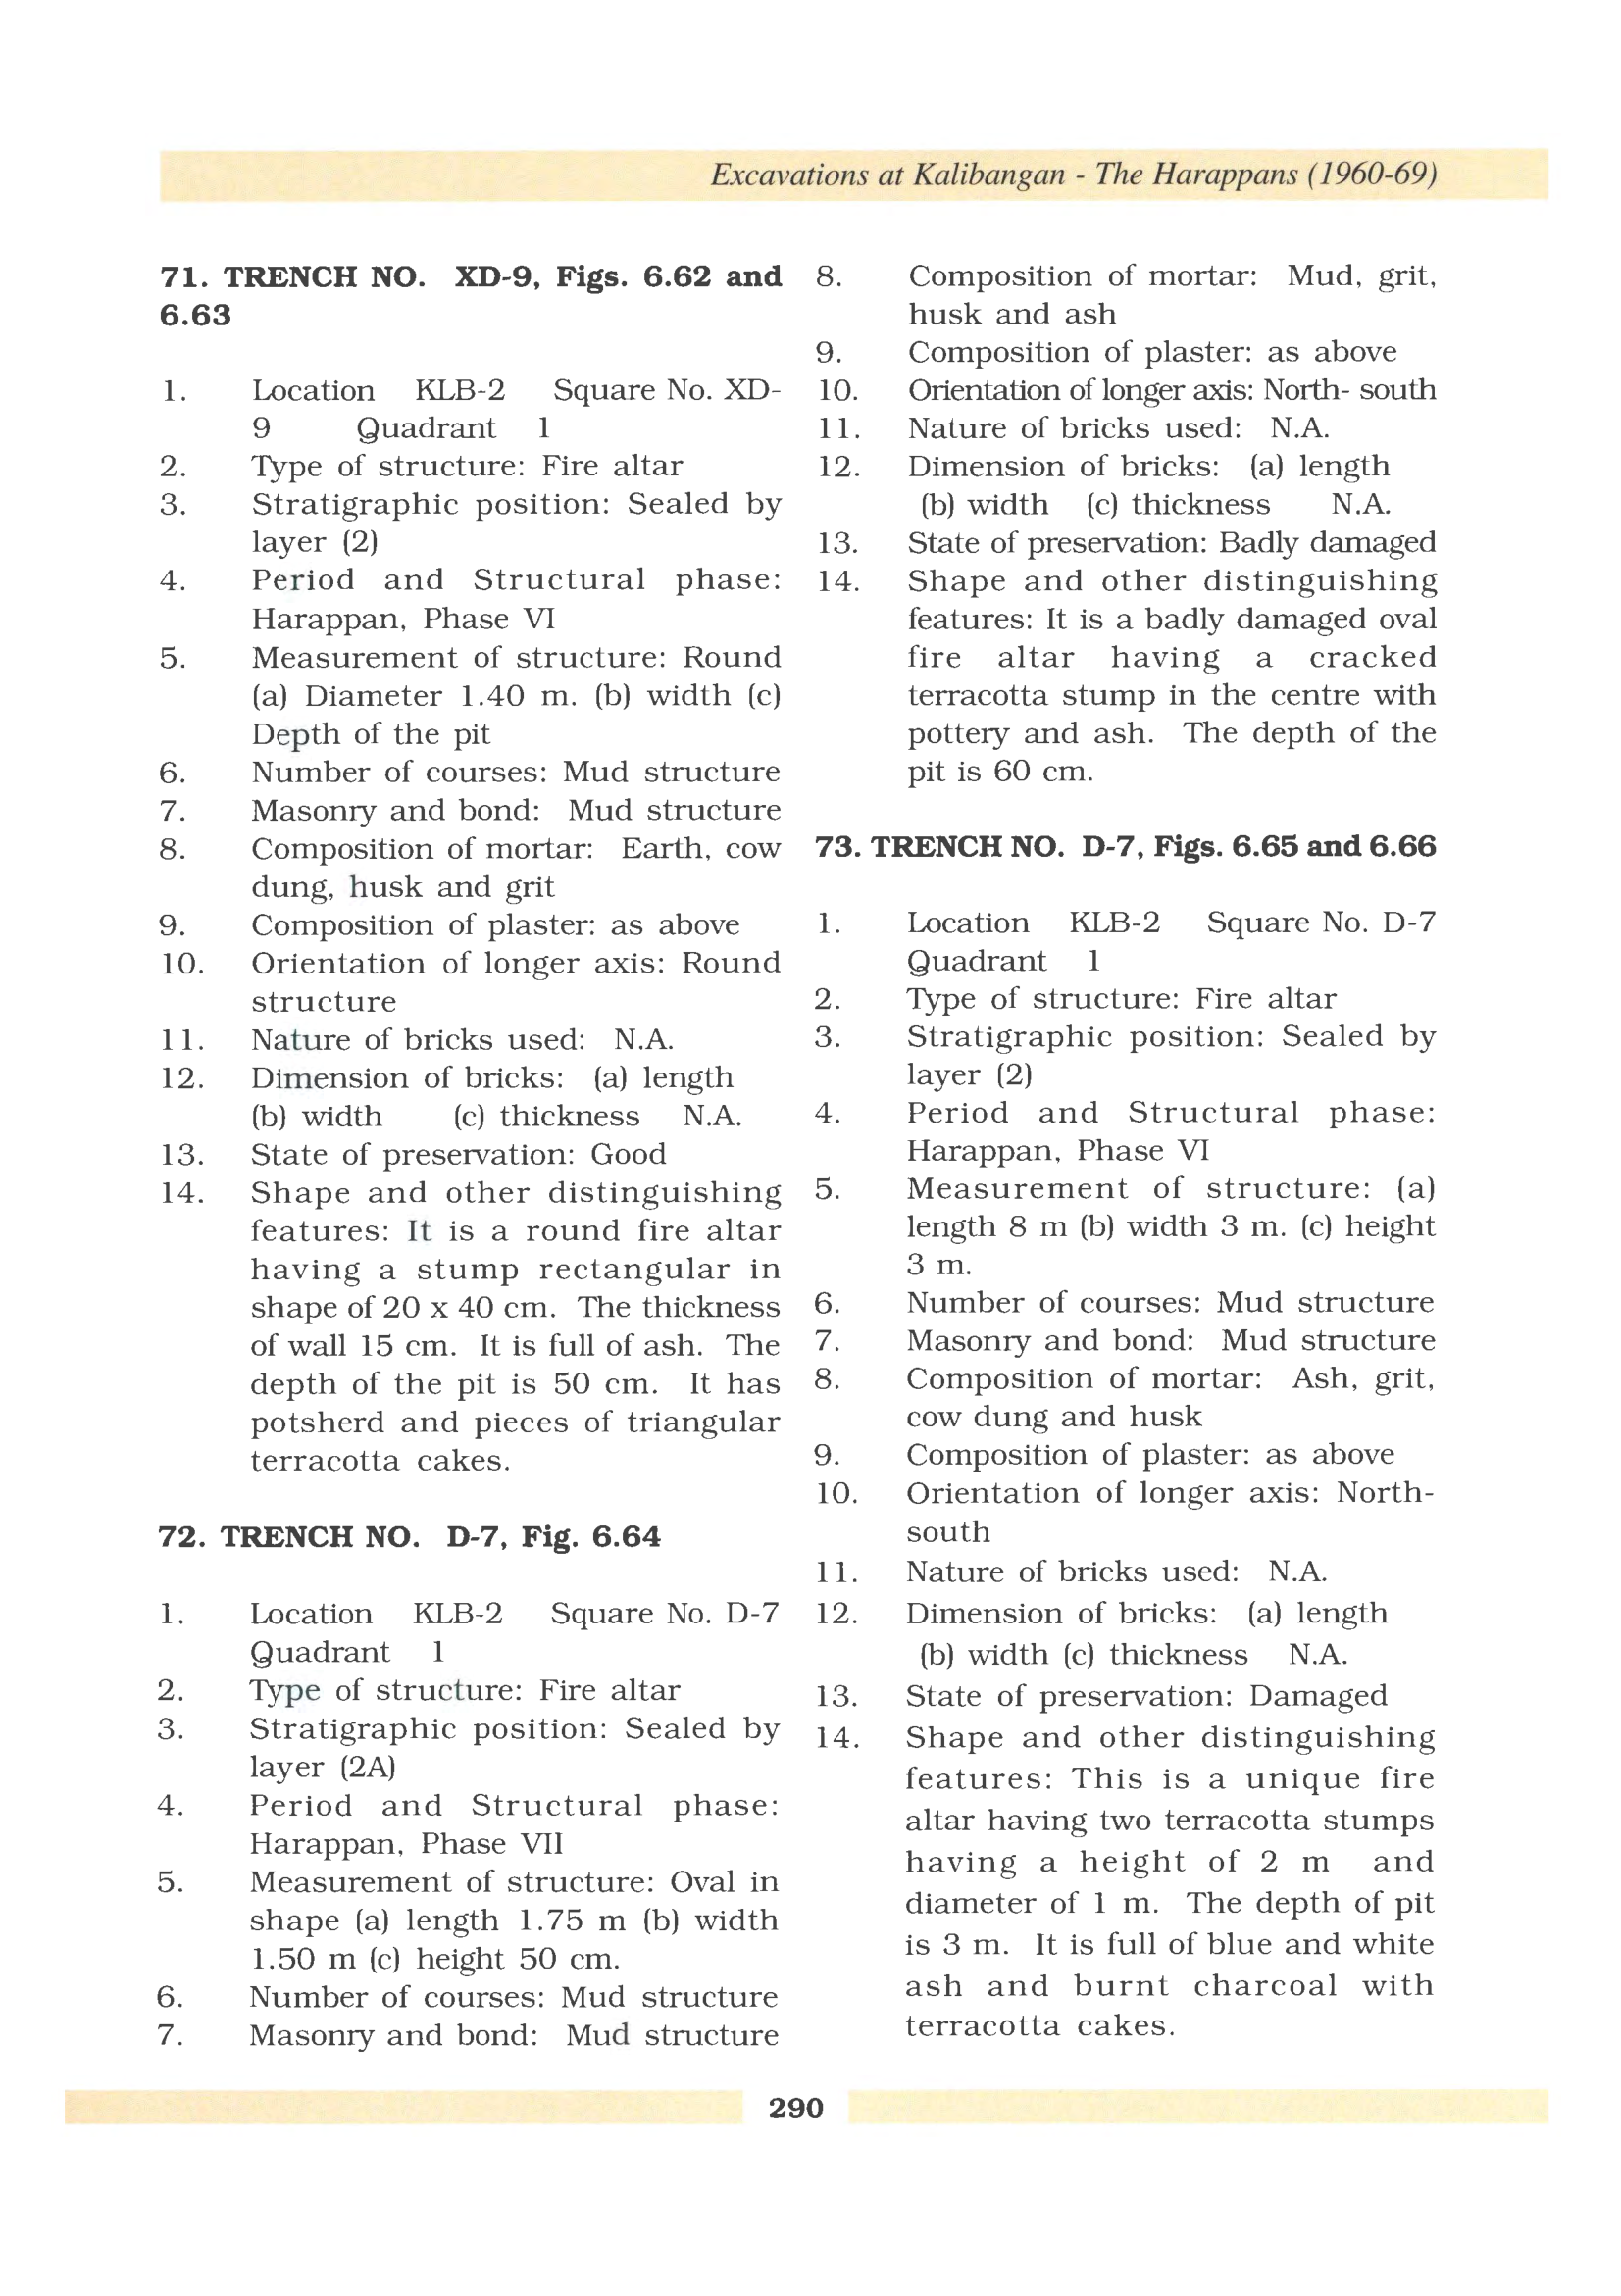 Excavations at Kalibangan - The Harappans (1960-69)
71. TRENCH NO. XD-9, Figs. 6.62 and
6.63
1. Location KLB-2 Square No. XD-
9 Quadrant 1
2. Type of structure: Fire altar
3. Stratigraphic position: Sealed by
layer (2)
4. Period and Structural phase:
Harappan, Phase VI
5. Measurement of structure: Round
(a) Diameter 1.40 m. (b) width (c)
Depth of the pit
6. Number of courses: Mud structure
7. Masonry and bond: Mud structure
8. Composition of mortar: Earth, cow
dung, husk and grit
9. Composition of plaster: as above
10. Orientation of longer axis: Round
structure
11. Nature of bricks used: N.A.
12. Dimension of bricks: (a) length
(b) width (c) thickness N.A.
13. State of preservation: Good
14. Shape and other distinguishing
features: It is a round fire altar
having a stump rectangular in
shape of 20 x 40 cm. The thickness
of wall 15 cm. It is full of ash. The
depth of the pit is 50 cm. It has
potsherd and pieces of triangular
terracotta cakes.
72. TRENCH NO. D-7, Fig. 6.64
1. Location KLB-2 Square No. D-7
Quadrant 1
2. Type of structure: Fire altar
3. Stratigraphic position: Sealed by
layer (2A)
4. Period and Structural phase:
Harappan, Phase VII
5. Measurement of structure: Oval in
shape (a) length 1.75 m (b) width
1.50 m (c) height 50 cm.
6. Number of courses: Mud structure
7. Masonry and bond: Mud structure
8. Composition of mortar: Mud, grit,
husk and ash
9. Composition of plaster: as above
10. Orientation of longer axis: North- south
11. Nature of bricks used: N.A.
12. Dimension of bricks: (a) length
(b) width (c) thickness N.A.
13. State of preservation: Badly damaged
14. Shape and other distinguishing
features: It is a badly damaged oval
fire altar having a cracked
terracotta stump in the centre with
pottery and ash. The depth of the
pit is 60 cm.
73. TRENCH NO. D-7, Figs. 6.65 and 6.66
1. Location KLB-2 Square No. D-7
Quadrant 1
2. Type of structure: Fire altar
3. Stratigraphic position: Sealed by
layer (2)
4. Period and Structural phase:
Harappan, Phase VI
5. Measurement of structure: (a)
length 8 m (b) width 3 m. (c) height
3 m.
6. Number of courses: Mud structure
7. Masonry and bond: Mud structure
8. Composition of mortar: Ash, grit,
cow dung and husk
9. Composition of plaster: as above
10. Orientation of longer axis: North-
south
11. Nature of bricks used: N.A.
12. Dimension of bricks: (a) length
(b) width (c) thickness N.A.
13. State of preservation: Damaged
14. Shape and other distinguishing
features: This is a unique fire
altar having two terracotta stumps
having a height of 2 m and
diameter of 1 m. The depth of pit
is 3 m. It is full of blue and white
ash and burnt charcoal with
terracotta cakes.
290